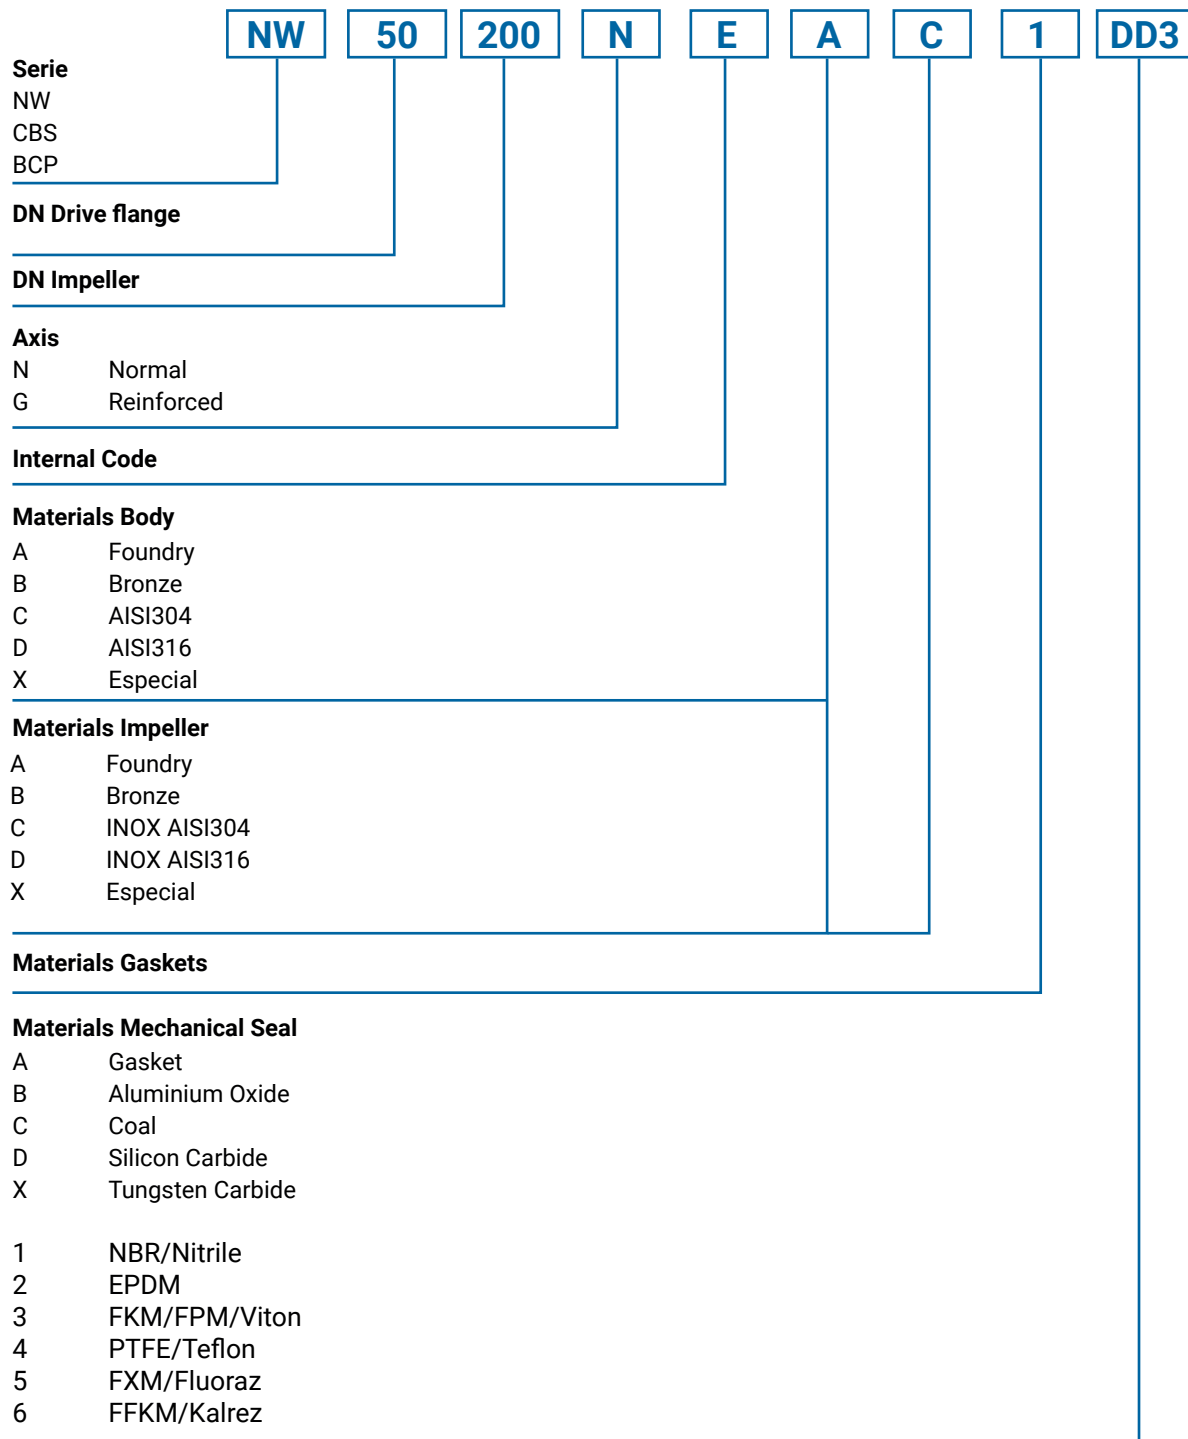 NW 50 200 N E A C 1 DD3
Serie
NW
CBS
BCP
DN Drive flange
DN Impeller
Axis
N Normal
G Reinforced
Internal Code
Materials Body
A Foundry
B Bronze
C AISI304
D AISI316
X Especial
Materials Impeller
A Foundry
B Bronze
C INOX AISI304
D INOX AISI316
X Especial
Materials Gaskets
Materials Mechanical Seal
A Gasket
B Aluminium Oxide
C Coal
D Silicon Carbide
X Tungsten Carbide
1 NBR/Nitrile
2 EPDM
3 FKM/FPM/Viton
4 PTFE/Teflon
5 FXM/Fluoraz
6 FFKM/Kalrez